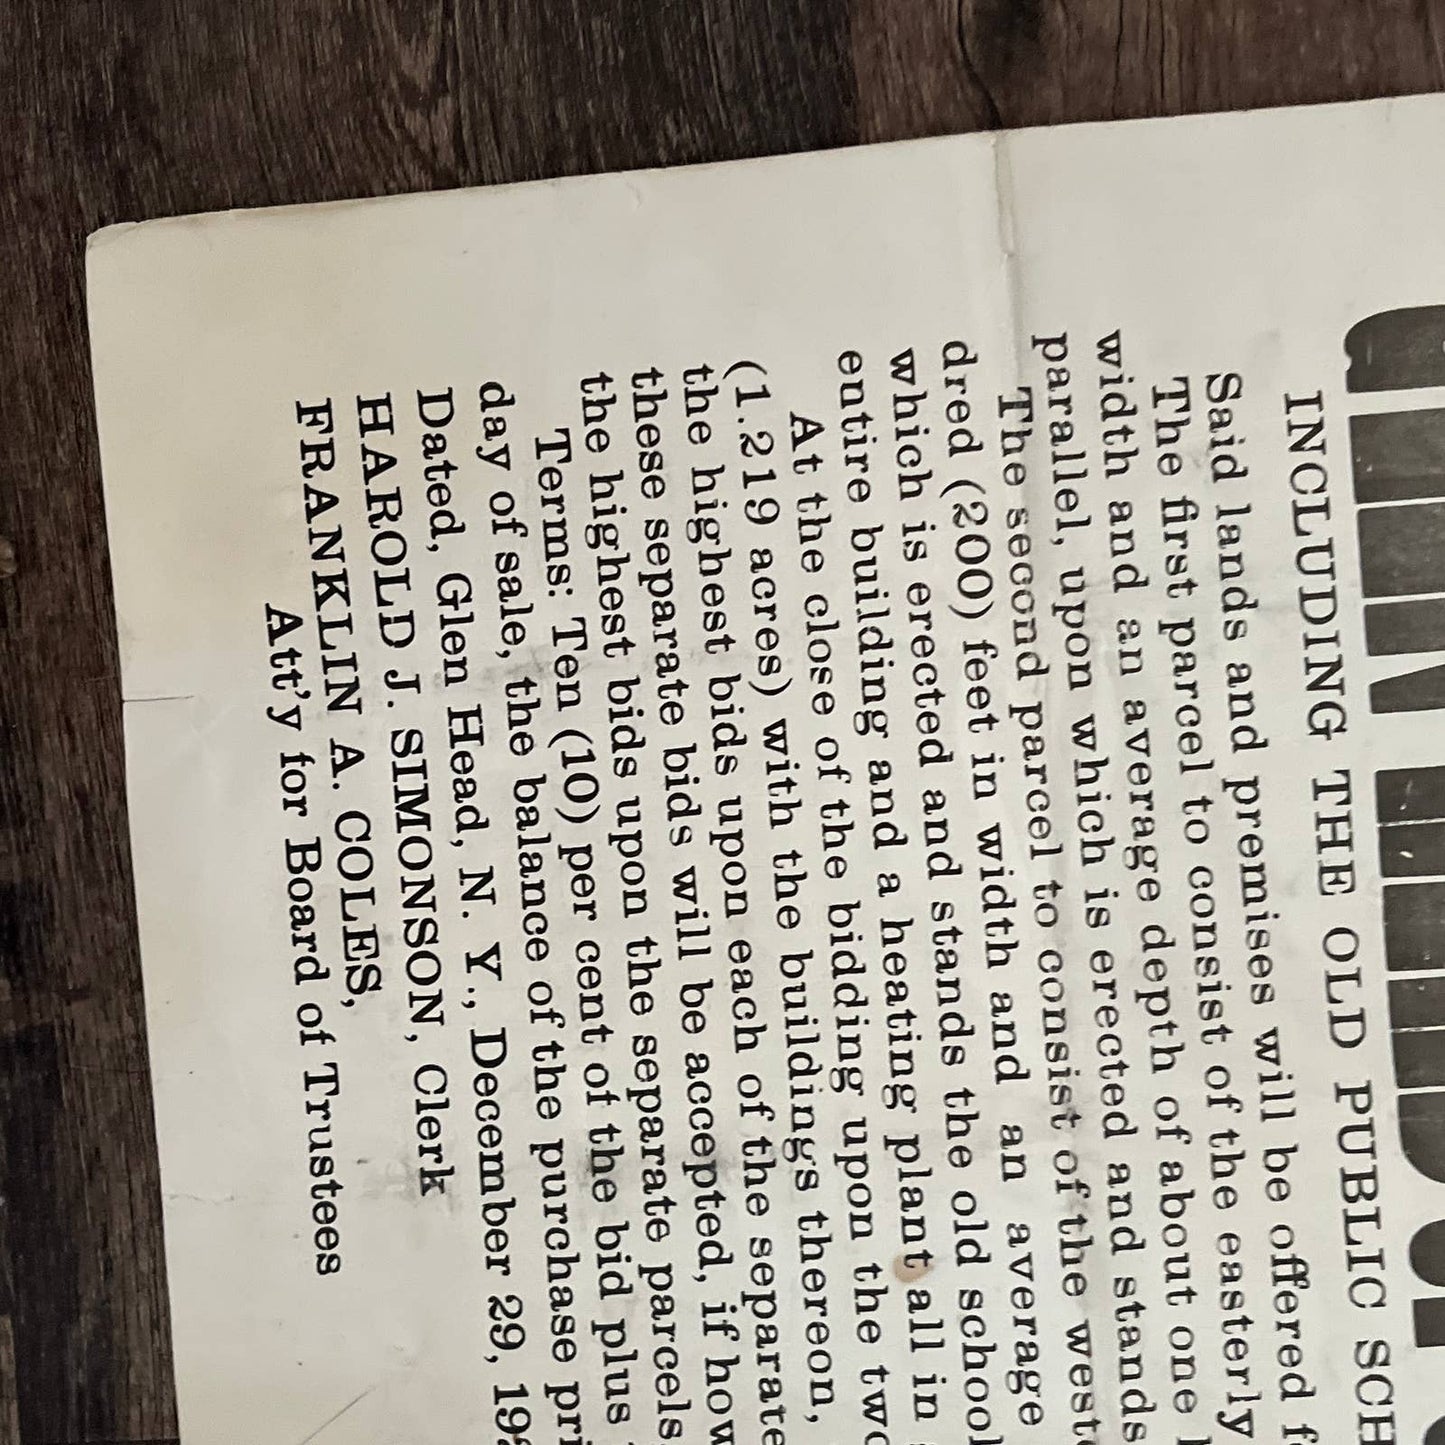 INCLUDING THE OLD PUBLIC SCH
Said lands and premises will be offered f
The first parcel to consist of the easterly
width and an average depth of about one
parallel, upon which is erected and stands
The second parcel to consist of the west
dred (200) feet in width and an average
which is erected and stands the old school
entire building and a heating plant all in
At the close of the bidding upon the two
(1.219 acres) with the buildings thereon,
the highest bids upon each of the separate
these separate bids will be accepted, if how
the highest bids upon the separate parcels
Terms: Ten (10) per cent of the bid plus
day of sale, the balance of the purchase pri
Dated, Glen Head, N. Y., December 29, 19
HAROLD J. SIMONSON, Clerk
FRANKLIN A. COLES,
Att'y for Board of Trustees